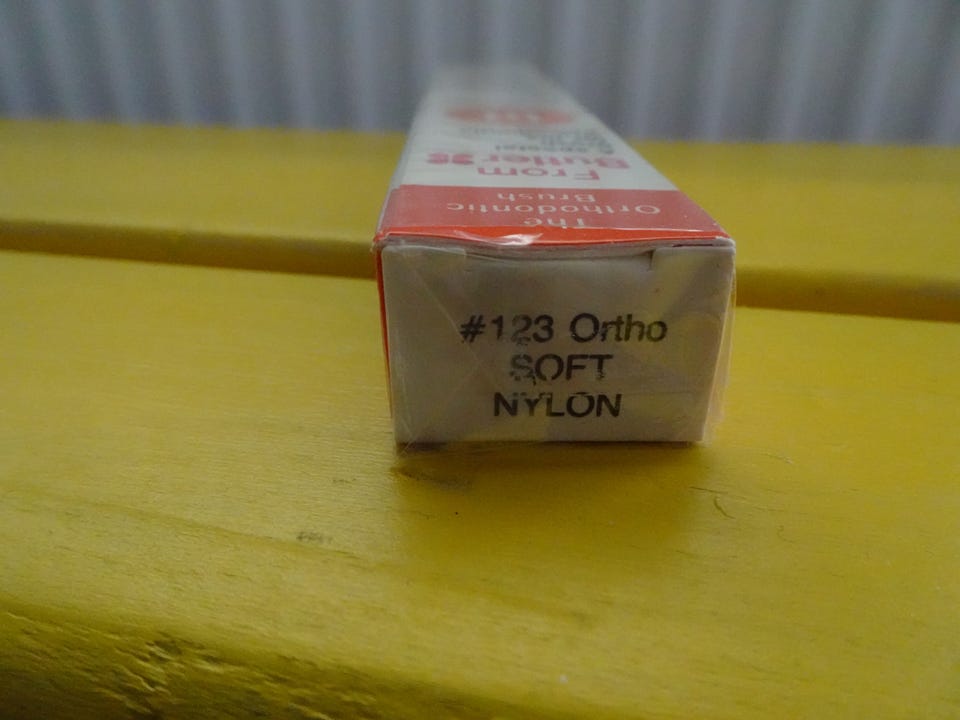 #123 Ortho
SOFT
NYLON
The
Orthodontic
Brush
From
Butler